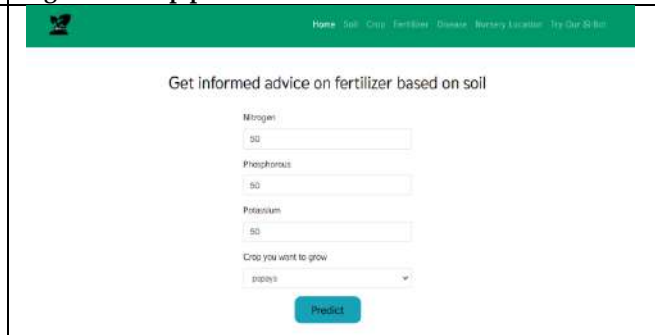 Home Soil Crop Fertilizer Disease Nursery Location Try Our
Get informed advice on fertilizer based on soil
Nitrogen
50
Phosphorous
50
Potassium
50
Crop you want to grow
papaya
Predict